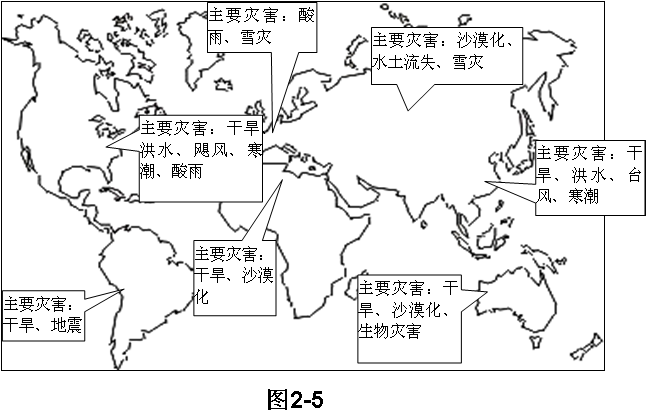 主要灾害：酸
雨、雪灾
主要灾害：沙漠化、
水土流失、雪灾
主要灾害：干旱
洪水、飓风、寒
潮、酸雨
主要灾害：干
旱、洪水、台
风、寒潮
主要灾害：
干旱、沙漠
化
主要灾害：
干旱、地震
主要灾害：干
旱、沙漠化、
生物灾害
图2-5